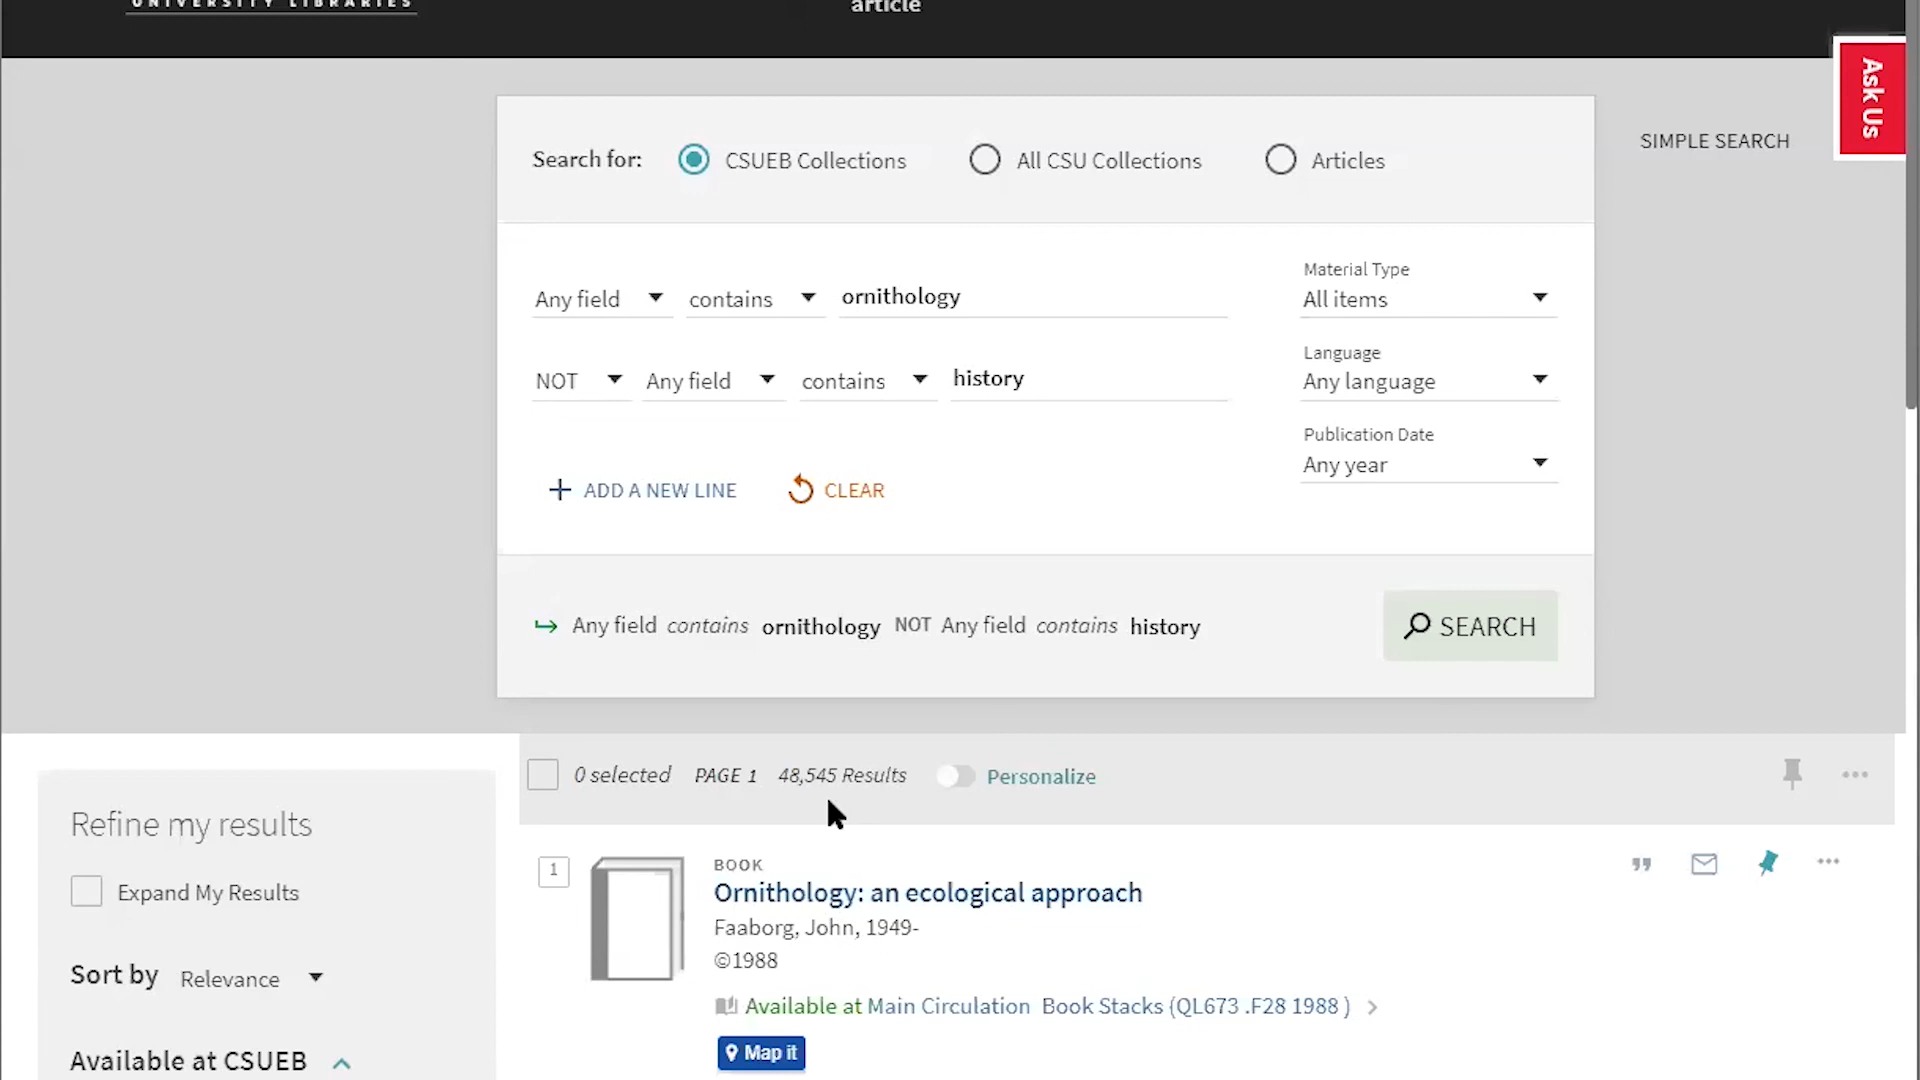 UNIVERSITY LIBRARIES
article
Ask Us
SIMPLE SEARCH
Search for: CSUEB Collections All CSU Collections Articles
Any field contains ornithology
NOT Any field contains history
Material Type
All items
Language
Any language
Publication Date
Any year
ADD A NEW LINE CLEAR
Any field contains ornithology NOT Any field contains history
SEARCH
0 selected PAGE 1 48,545 Results Personalize
Refine my results
Expand My Results
Sort by Relevance
Available at CSUEB
1
BOOK
Ornithology: an ecological approach
Faaborg, John, 1949-
©1988
Available at Main Circulation Book Stacks (QL673 .F28 1988 )
Map it